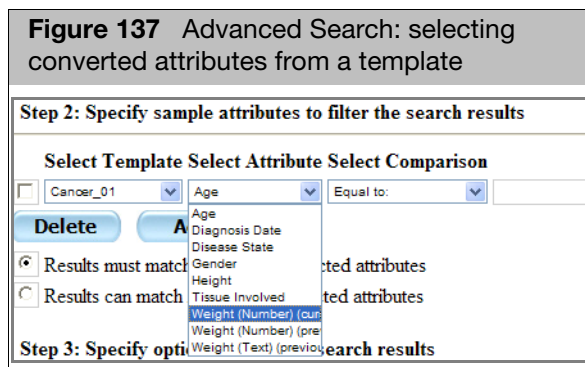 Figure 137 Advanced Search: selecting
converted attributes from a template
Step 2: Specify sample attributes to filter the search results
Select Template Select Attribute Select Comparison
Cancer_01 Age Equal to:
Delete A
Age
Diagnosis Date
Disease State
Gender
Height
Tissue Involved
Weight (Number) (cur
Weight (Number) (pre
Weight (Text) (previou
Results must match cted attributes
Results can match cted attributes
Step 3: Specify opti search results